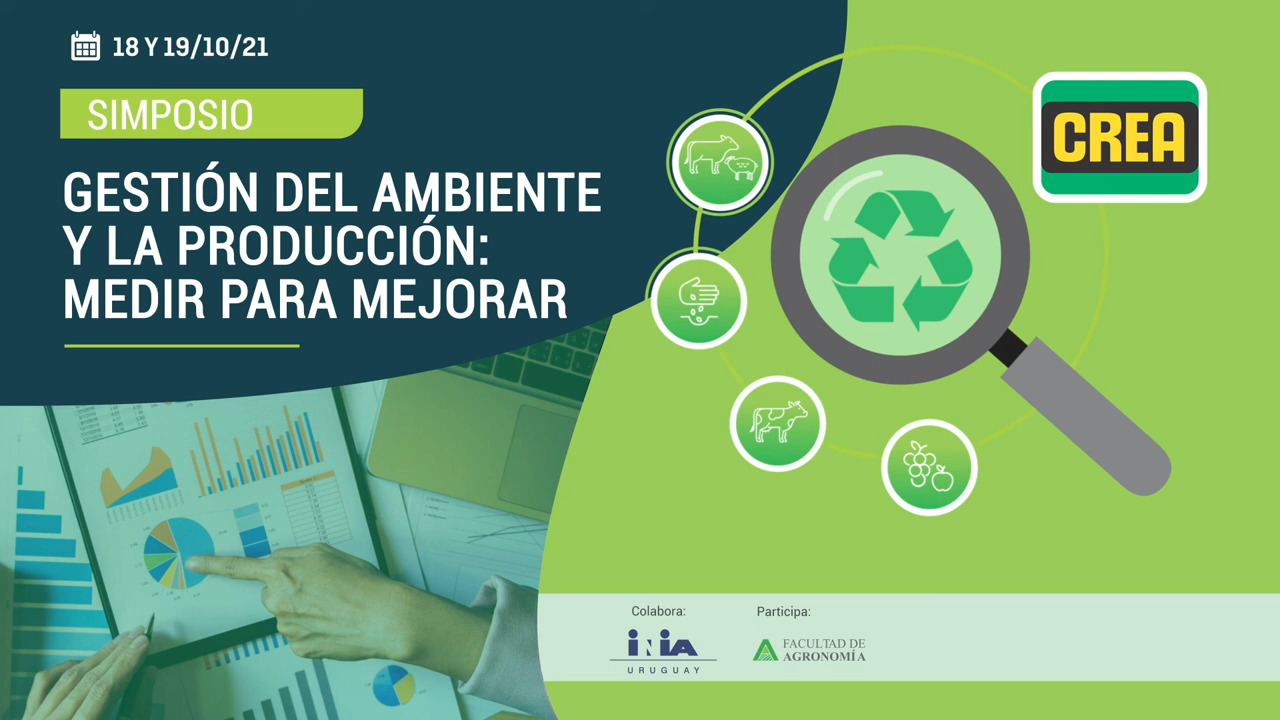 18 Y 19/10/21
SIMPOSIO
GESTIÓN DEL AMBIENTE
Y LA PRODUCCIÓN:
MEDIR PARA MEJORAR
CREA
Colabora:
Participa:
INIA
URUGUAY
FACULTAD DE
AGRONOMÍA